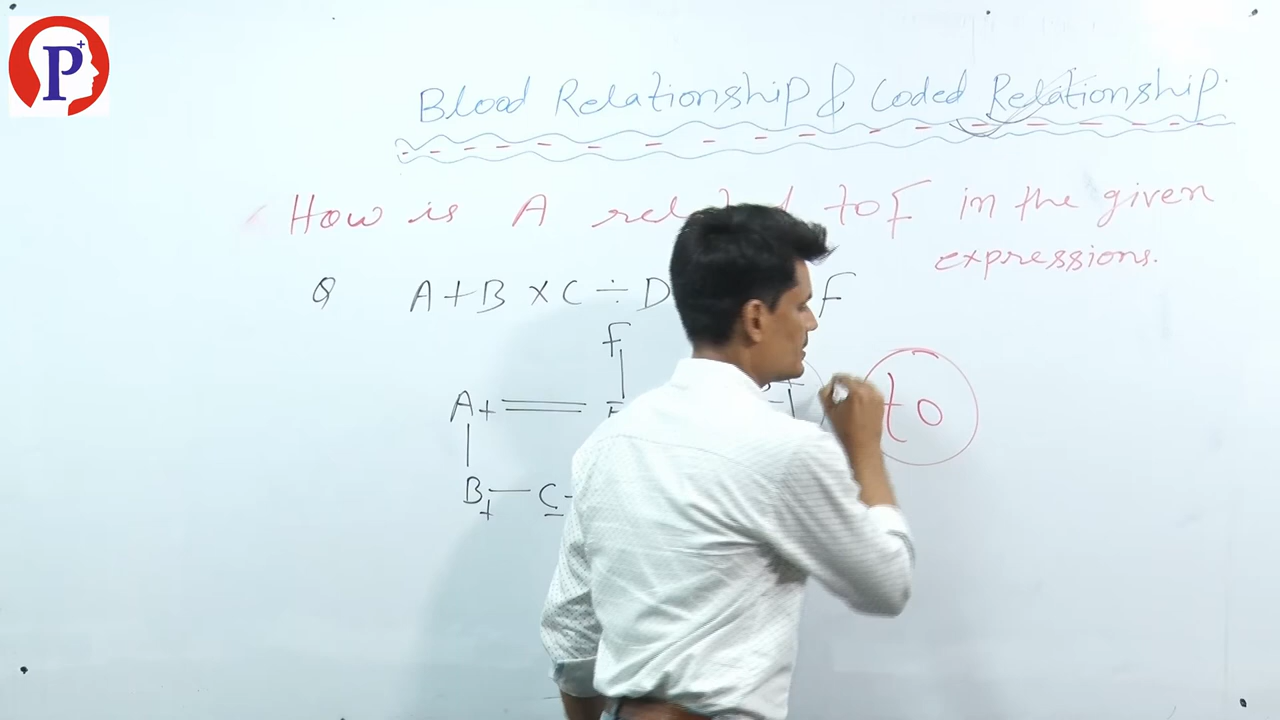 P+
Blood Relationship & Coded Relationship.
How is A to F in the given
expressions.
Q A + B × C ÷ D F
F
A+
B+ C
to